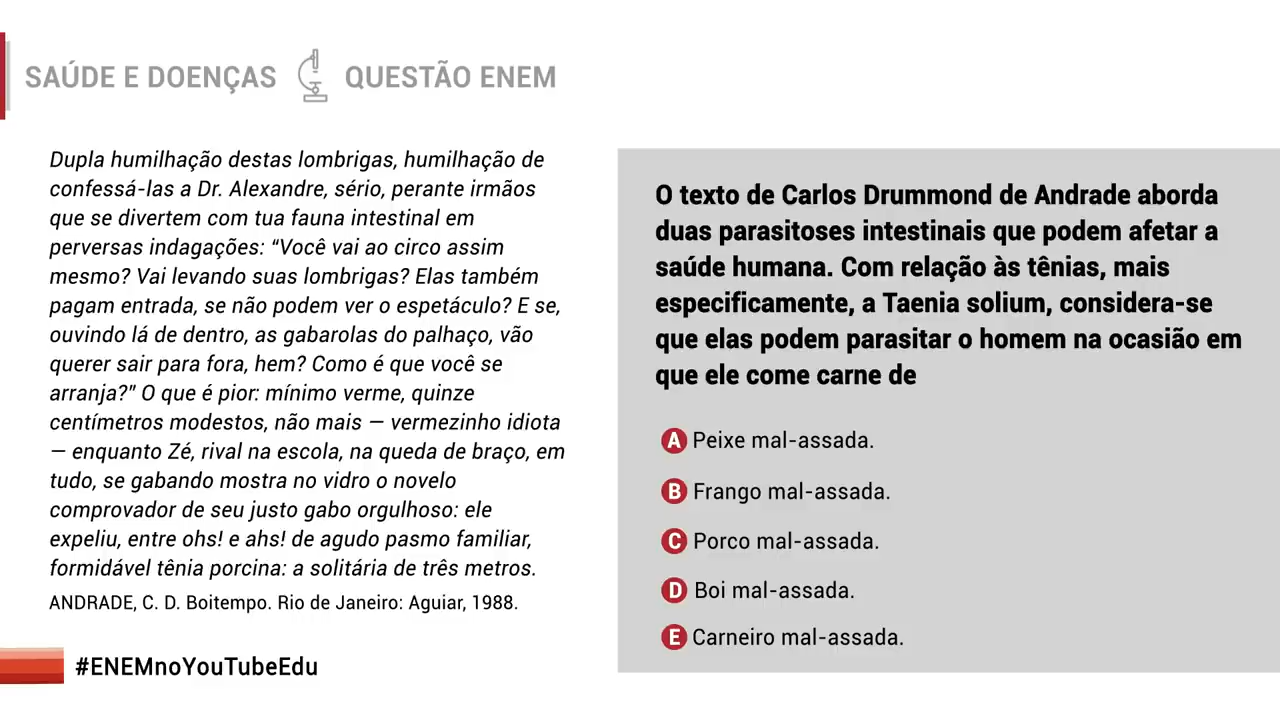 SAÚDE E DOENÇAS QUESTÃO ENEM
Dupla humilhação destas lombrigas, humilhação de
confessá-las a Dr. Alexandre, sério, perante irmãos
que se divertem com tua fauna intestinal em
perversas indagações: “Você vai ao circo assim
mesmo? Vai levando suas lombrigas? Elas também
pagam entrada, se não podem ver o espetáculo? E se,
ouvindo lá de dentro, as gabarolas do palhaço, vão
querer sair para fora, hem? Como é que você se
arranja?” O que é pior: mínimo verme, quinze
centímetros modestos, não mais — vermezinho idiota
— enquanto Zé, rival na escola, na queda de braço, em
tudo, se gabando mostra no vidro o novelo
comprovador de seu justo gabo orgulhoso: ele
expeliu, entre ohs! e ahs! de agudo pasmo familiar,
formidável tênia porcina: a solitária de três metros.
ANDRADE, C. D. Boitempo. Rio de Janeiro: Aguiar, 1988.
#ENEMnoYouTubeEdu
O texto de Carlos Drummond de Andrade aborda
duas parasitoses intestinais que podem afetar a
saúde humana. Com relação às tênias, mais
especificamente, a Taenia solium, considera-se
que elas podem parasitar o homem na ocasião em
que ele come carne de
A Peixe mal-assada.
B Frango mal-assada.
C Porco mal-assada.
D Boi mal-assada.
E Carneiro mal-assada.